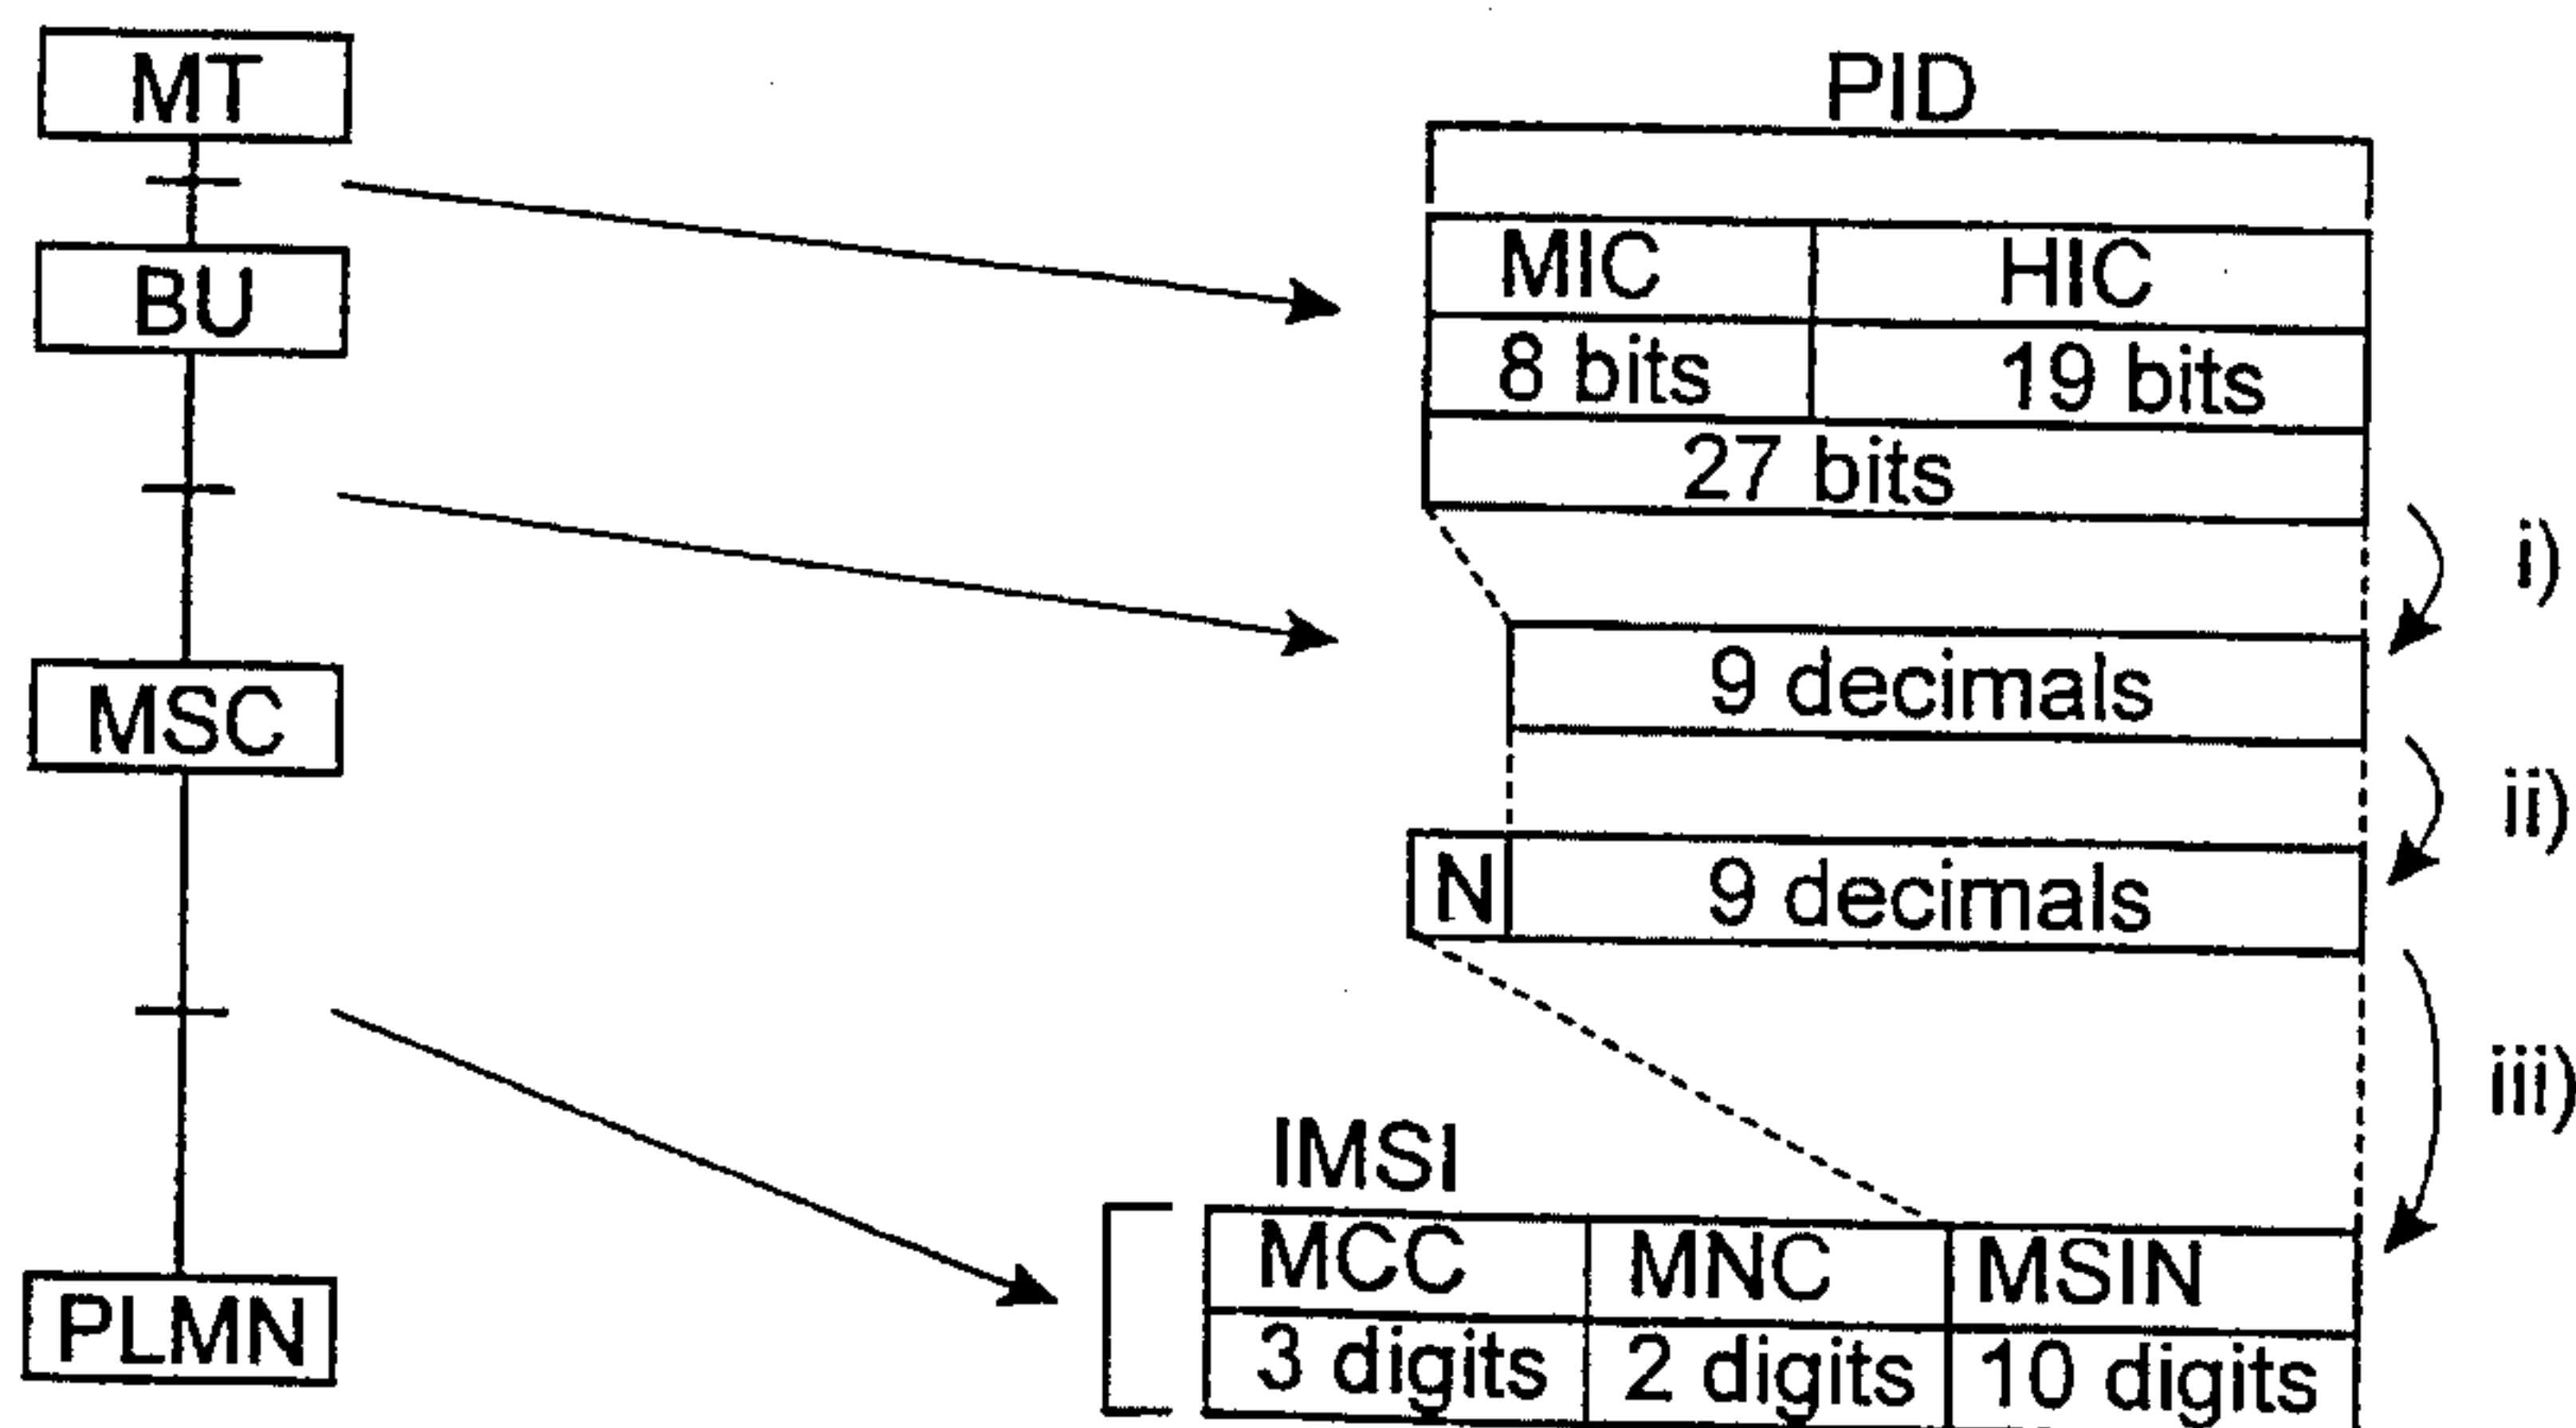 MT
BU
MSC
PLMN
PID
MIC HIC
8 bits 19 bits
27 bits
i)
9 decimals
ii)
N 9 decimals
iii)
IMSI
MCC MNC MSIN
3 digits 2 digits 10 digits